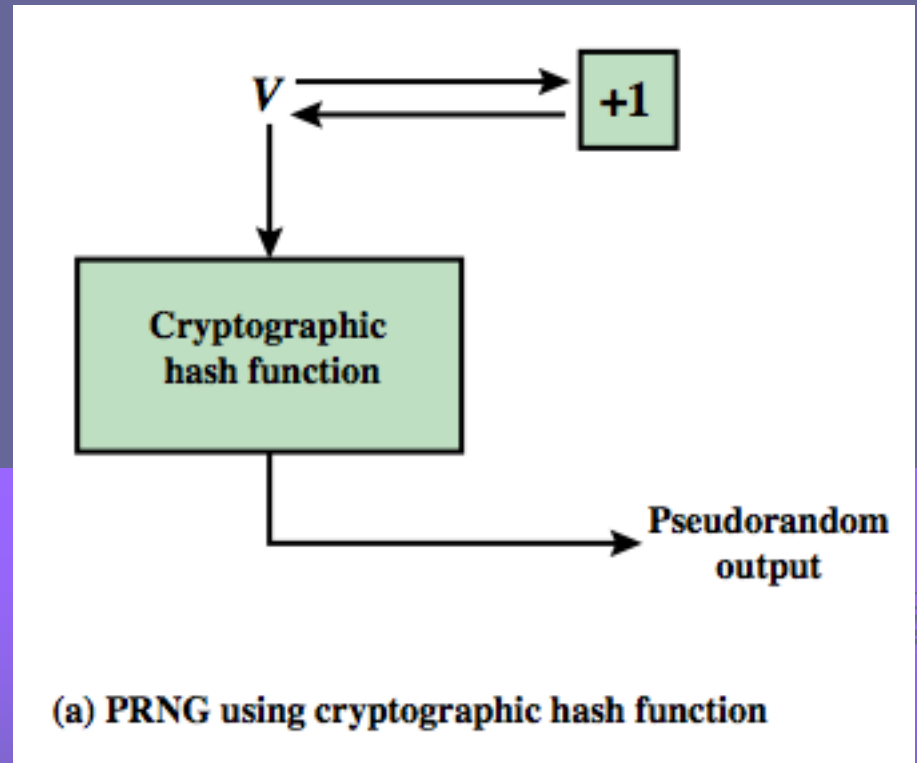 V
+1
Cryptographic
hash function
Pseudorandom
output
(a) PRNG using cryptographic hash function